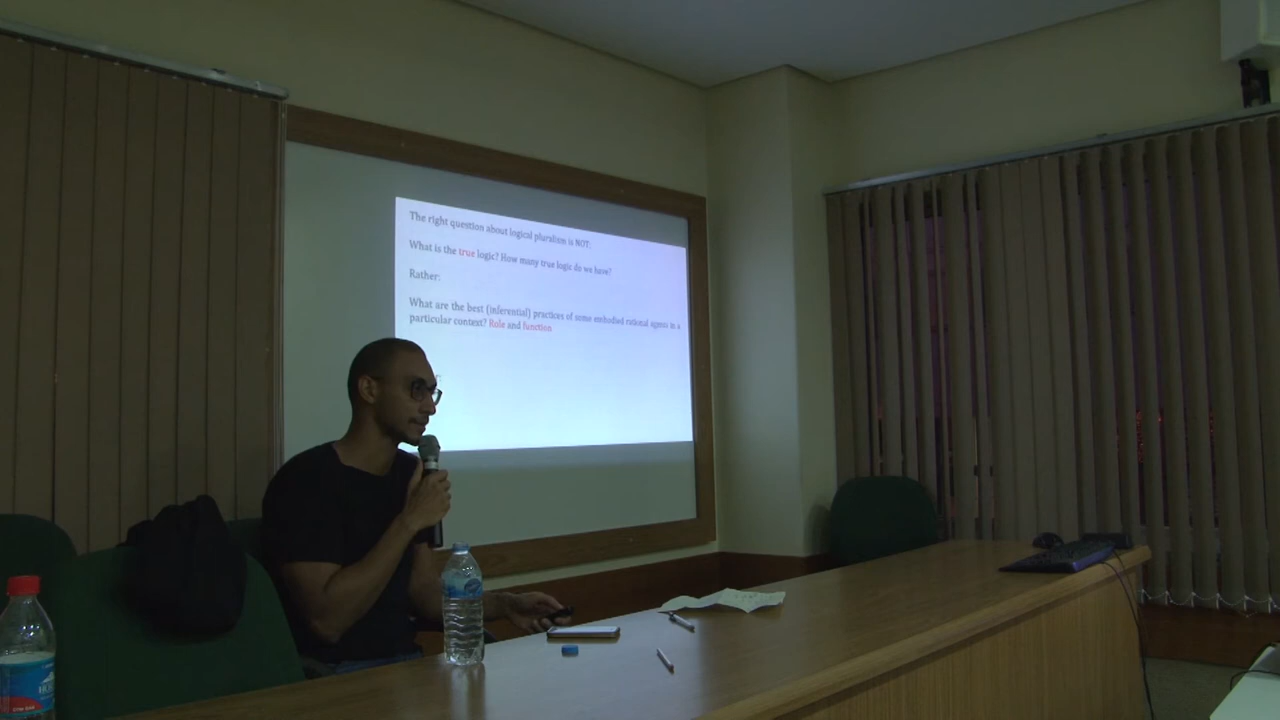 The right question about logical pluralism is NOT:
What is the true logic? How many true logic do we have?
Rather:
What are the best (inferential) practices of some embodied rational agents in a
particular context? Role and function